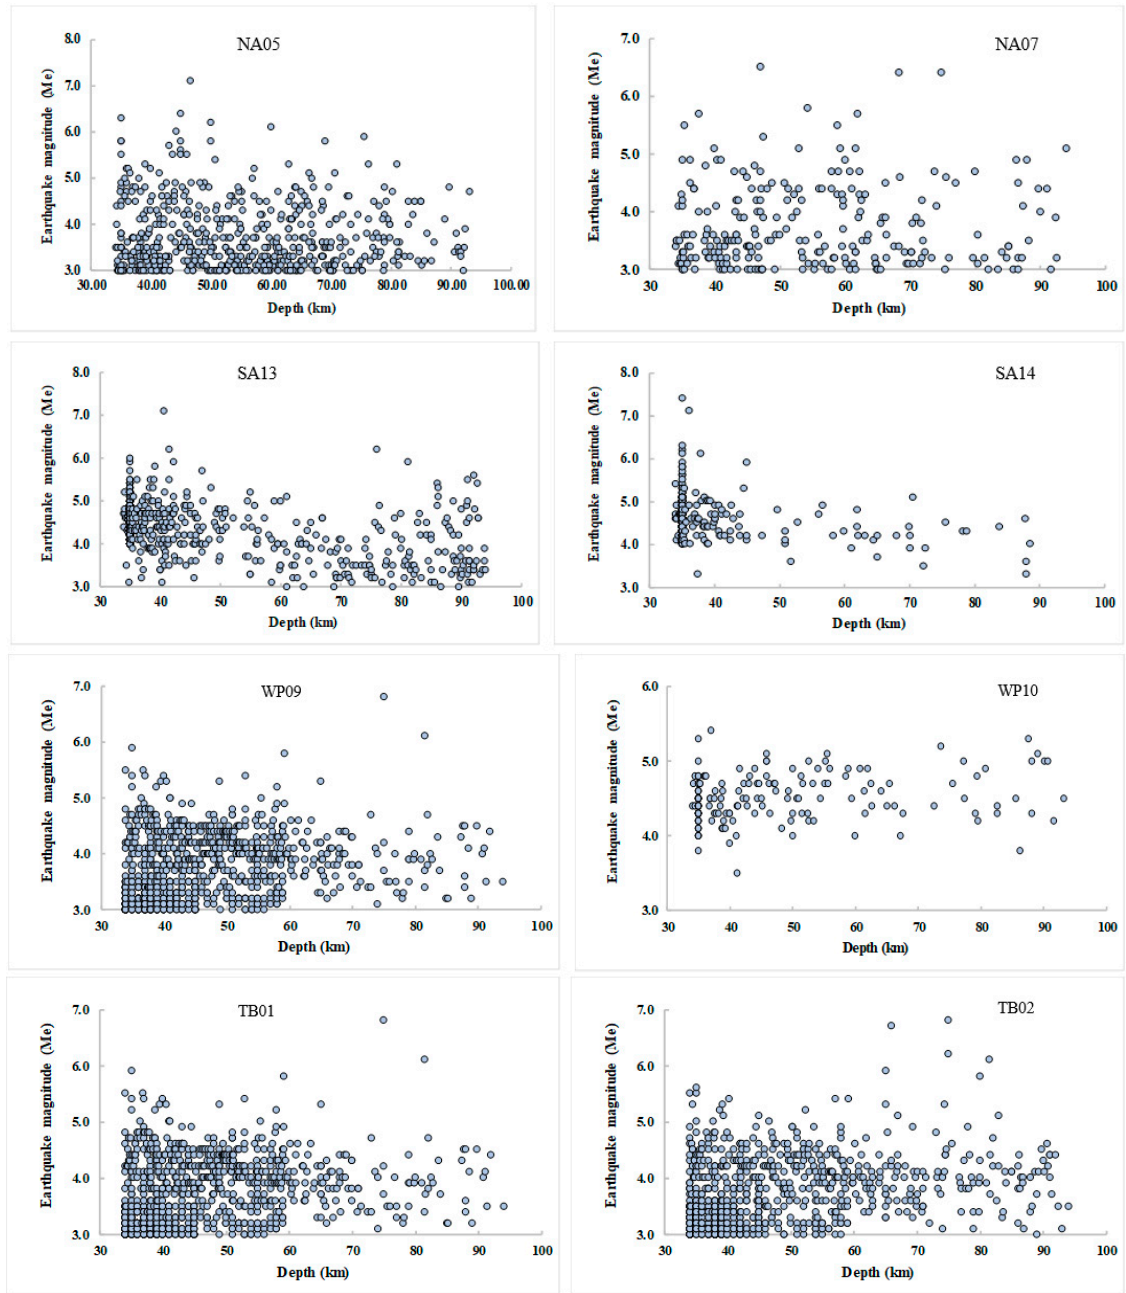 NA05
Earthquake magnitude (Me)
8.0
7.0
6.0
5.0
4.0
3.0
30.00 40.00 50.00 60.00 70.00 80.00 90.00 100.00
Depth (km)
NA07
Earthquake magnitude (Me)
7.0
6.0
5.0
4.0
3.0
30 40 50 60 70 80 90 100
Depth (km)
SA13
Earthquake magnitude (Me)
8.0
7.0
6.0
5.0
4.0
3.0
30 40 50 60 70 80 90 100
Depth (km)
SA14
Earthquake magnitude (Me)
8.0
7.0
6.0
5.0
4.0
3.0
30 40 50 60 70 80 90 100
Depth (km)
WP09
Earthquake magnitude (Me)
7.0
6.0
5.0
4.0
3.0
30 40 50 60 70 80 90 100
Depth (km)
WP10
Earthquake magnitude (Me)
6.0
5.0
4.0
3.0
30 40 50 60 70 80 90 100
Depth (km)
TB01
Earthquake magnitude (Me)
7.0
6.0
5.0
4.0
3.0
30 40 50 60 70 80 90 100
Depth (km)
TB02
Earthquake magnitude (Me)
7.0
6.0
5.0
4.0
3.0
30 40 50 60 70 80 90 100
Depth (km)